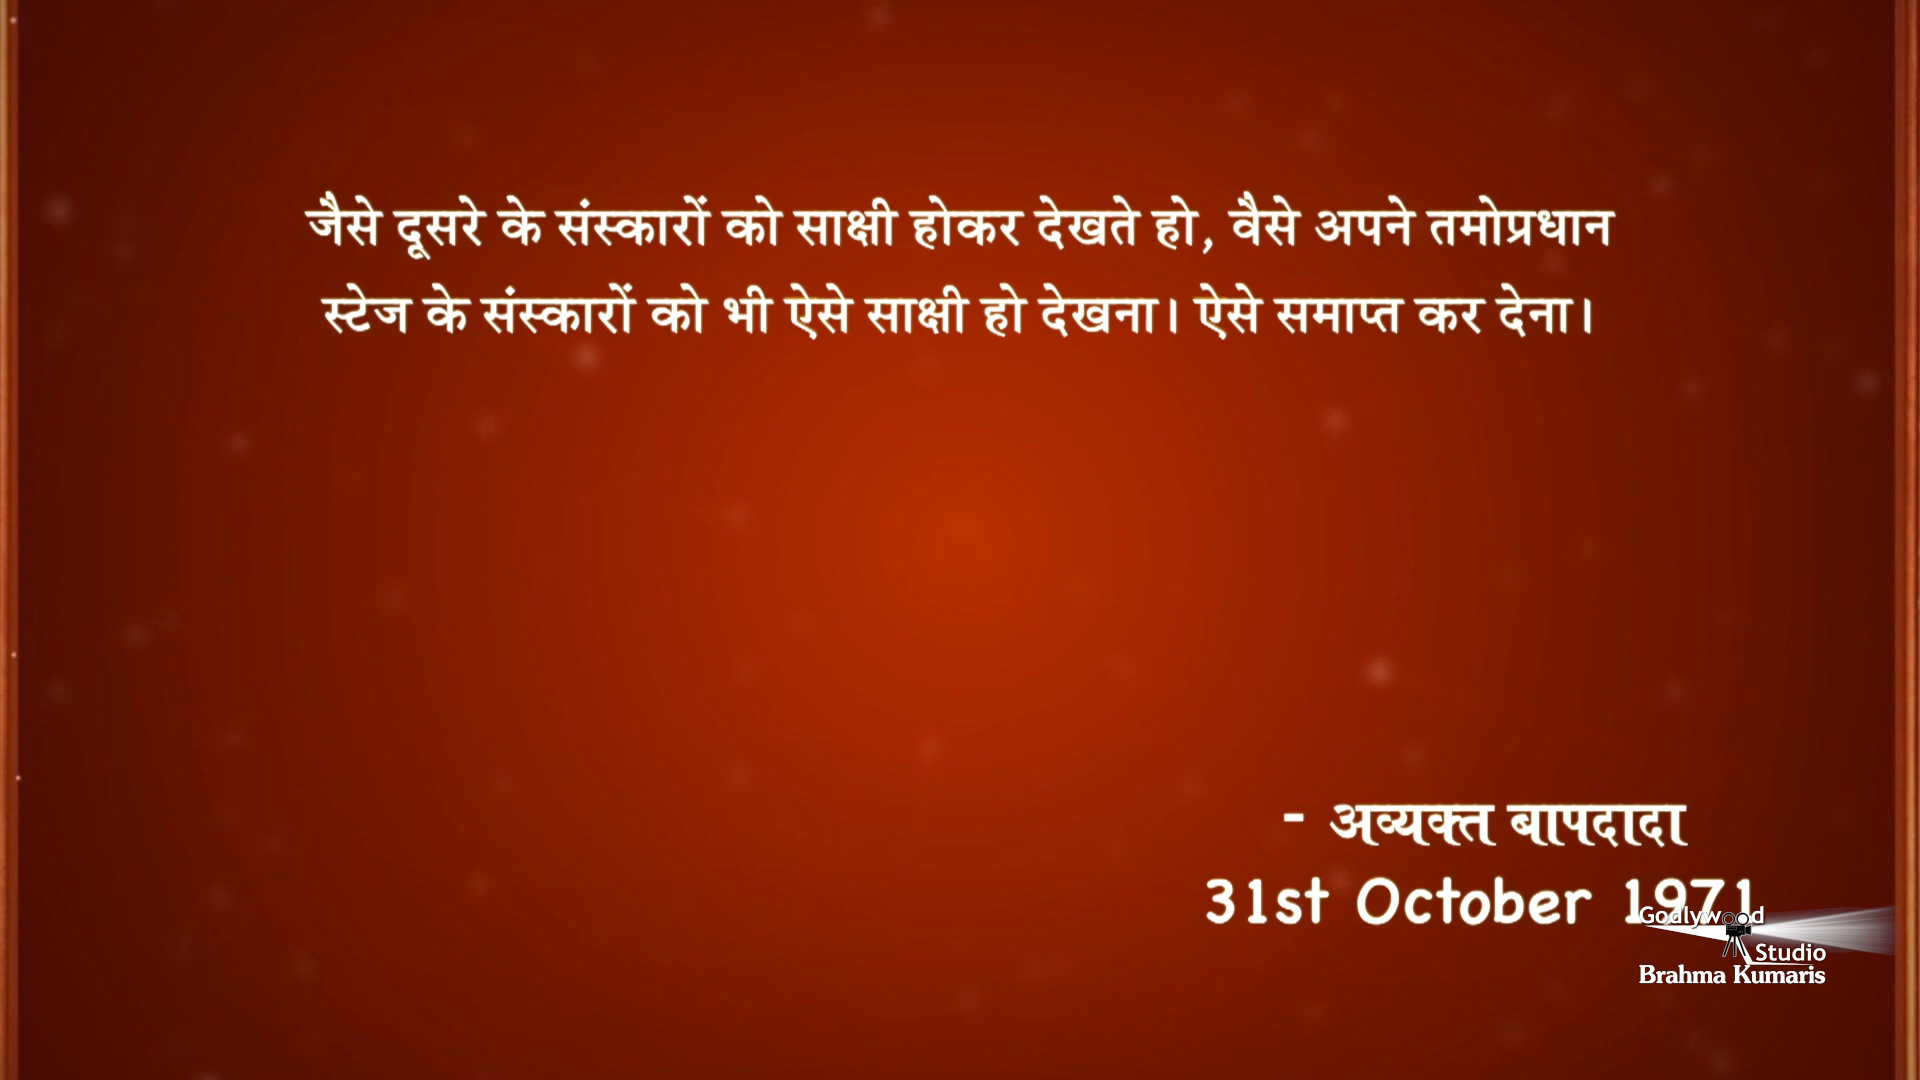 जैसे दूसरे के संस्कारों को साक्षी होकर देखते हो, वैसे अपने तमोप्रधान
स्टेज के संस्कारों को भी ऐसे साक्षी हो देखना। ऐसे समाप्त कर देना।
- अव्यक्त बापदादा
31st October 1971
Godlywood
Studio
Brahma Kumaris